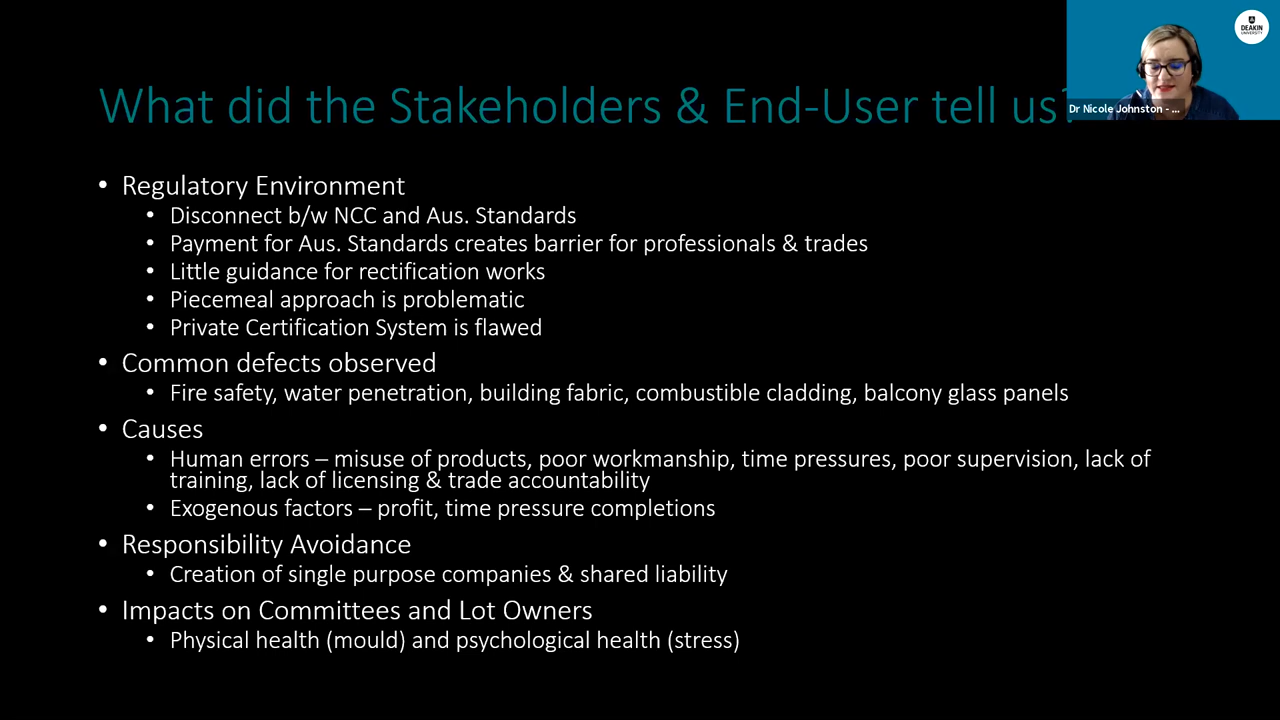 DEAKIN
UNIVERSITY
Dr Nicole Johnston - ...
What did the Stakeholders & End-User tell us?
• Regulatory Environment
• Disconnect b/w NCC and Aus. Standards
• Payment for Aus. Standards creates barrier for professionals & trades
• Little guidance for rectification works
• Piecemeal approach is problematic
• Private Certification System is flawed
• Common defects observed
• Fire safety, water penetration, building fabric, combustible cladding, balcony glass panels
• Causes
• Human errors – misuse of products, poor workmanship, time pressures, poor supervision, lack of
training, lack of licensing & trade accountability
• Exogenous factors – profit, time pressure completions
• Responsibility Avoidance
• Creation of single purpose companies & shared liability
• Impacts on Committees and Lot Owners
• Physical health (mould) and psychological health (stress)